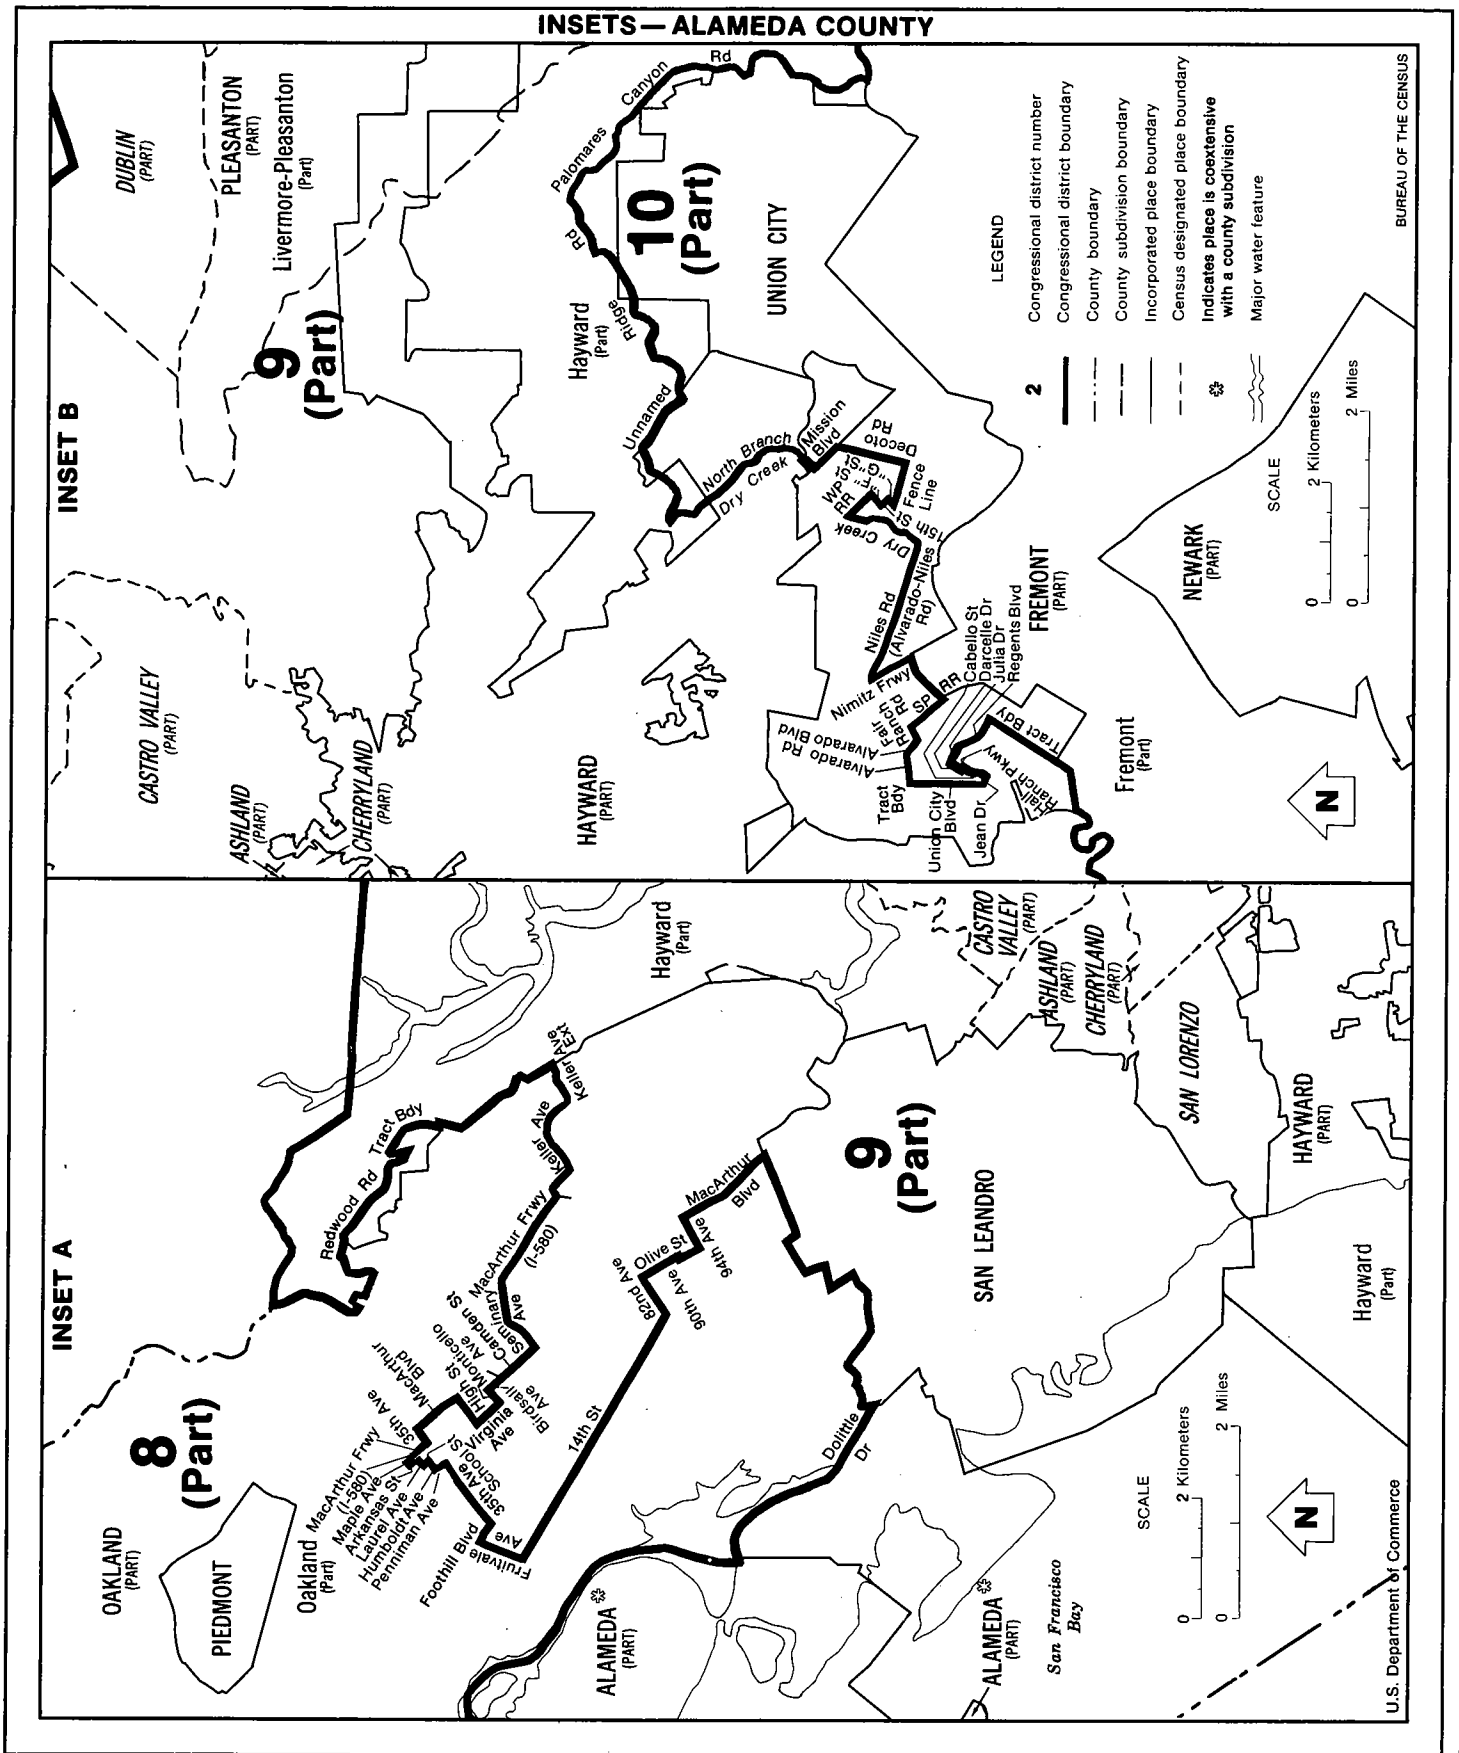 INSETS—ALAMEDA COUNTY
INSET A
OAKLAND
(PART)
PIEDMONT
8
(Part)
Oakland
(Part)
MacArthur Frwy
(I-580)
Maple Ave
Arkansas St
Laurel Ave
Humboldt Ave
Penniman Ave
Foothill Blvd
Fruitvale
Ave
35th Ave
School St
Virginia
Ave
35th Ave
MacArthur
Blvd
High St
Monticello
Ave
Camden St
Birdsall
Ave
Seminary
Ave
MacArthur Frwy
(I-580)
Keller Ave
Keller Ave
Ext
Redwood Rd
Tract Bdy
14th St
82nd Ave
Olive St
90th Ave
94th Ave
MacArthur
Blvd
Dolittle
Dr
ALAMEDA
(PART)
ALAMEDA
(PART)
San Francisco
Bay
9
(Part)
SAN LEANDRO
Hayward
(Part)
CASTRO
VALLEY
(PART)
ASHLAND
(PART)
CHERRYLAND
(PART)
SAN LORENZO
HAYWARD
(PART)
Hayward
(Part)
SCALE
0 2 Kilometers
0 2 Miles
N
U.S. Department of Commerce
INSET B
DUBLIN
(PART)
PLEASANTON
(PART)
Livermore-Pleasanton
(Part)
9
(Part)
CASTRO VALLEY
(PART)
ASHLAND
(PART)
CHERRYLAND
(PART)
HAYWARD
(PART)
Hayward
(Part)
10
(Part)
UNION CITY
Palomares
Canyon
Rd
Rd
Ridge
Unnamed
North Branch
Dry Creek
Mission
Blvd
Decoto
Rd
"G" St
"F" St
WP
RR
Fence
Line
15th St
Dry Creek
Niles Rd
(Alvarado-Niles
Rd)
Nimitz Frwy
SP RR
Fair
Ranch
Rd
Alvarado Blvd
Alvarado Rd
Tract
Bdy
Union City
Blvd
Jean Dr
Cabello St
Darcelle Dr
Julia Dr
Regents Blvd
Hall
Ranch Pkwy
Tract Bdy
FREMONT
(PART)
Fremont
(Part)
NEWARK
(PART)
LEGEND
2 Congressional district number
Congressional district boundary
County boundary
County subdivision boundary
Incorporated place boundary
Census designated place boundary
Indicates place is coextensive
with a county subdivision
Major water feature
SCALE
0 2 Kilometers
0 2 Miles
N
BUREAU OF THE CENSUS